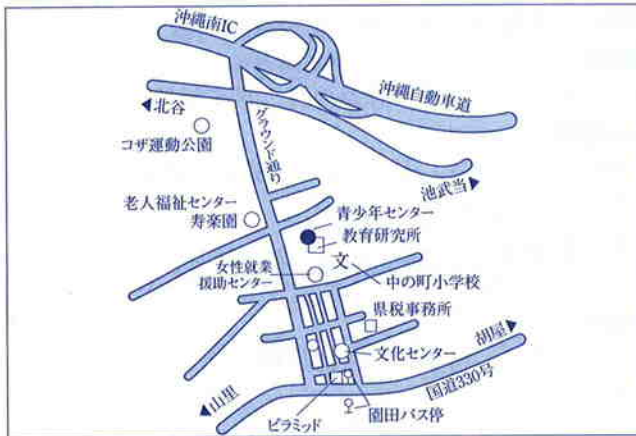 沖縄南IC
沖縄自動車道
◀北谷
コザ運動公園
グラウンド通り
池武当▶
老人福祉センター
寿楽園
青少年センター
教育研究所
文
女性就業
援助センター
中の町小学校
県税事務所
胡屋▶
文化センター
国道330号
◀山里
園田バス停
ピラミッド